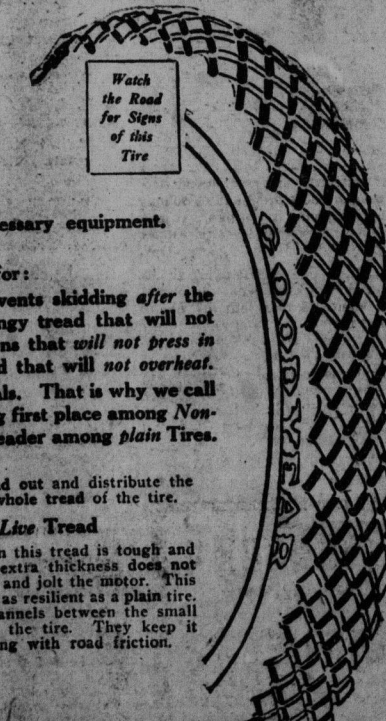 Watch
the Road
for Signs
of this
Tire
GOODYEAR
essary equipment.
for:
vents skidding after the
ngy tread that will not
ns that will not press in
d that will not overheat.
ls. That is why we call
g first place among Non-
eader among plain Tires.
d out and distribute the
whole tread of the tire.
Live Tread
n this tread is tough and
extra thickness does not
and jolt the motor. This
as resilient as a plain tire.
annels between the small
the tire. They keep it
ng with road friction.